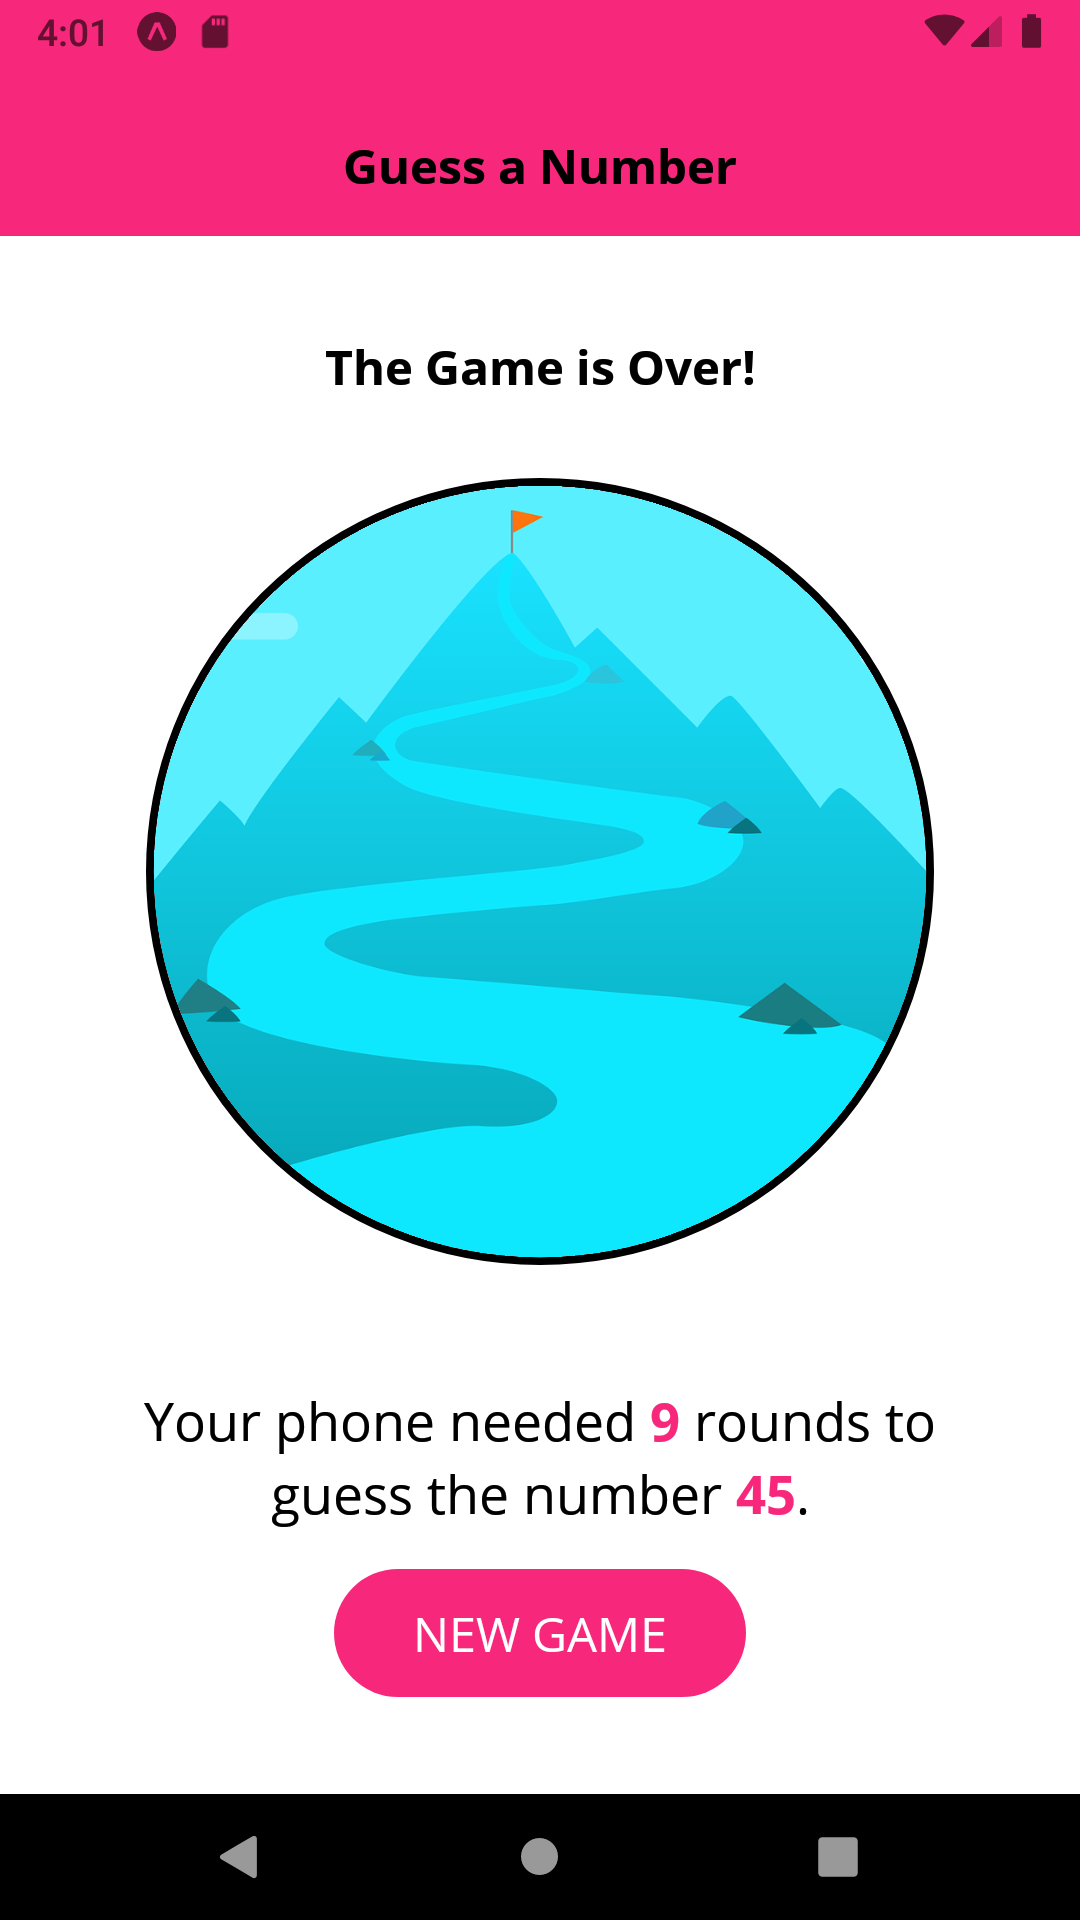 4:01
Guess a Number
The Game is Over!
Your phone needed 9 rounds to
guess the number 45.
NEW GAME